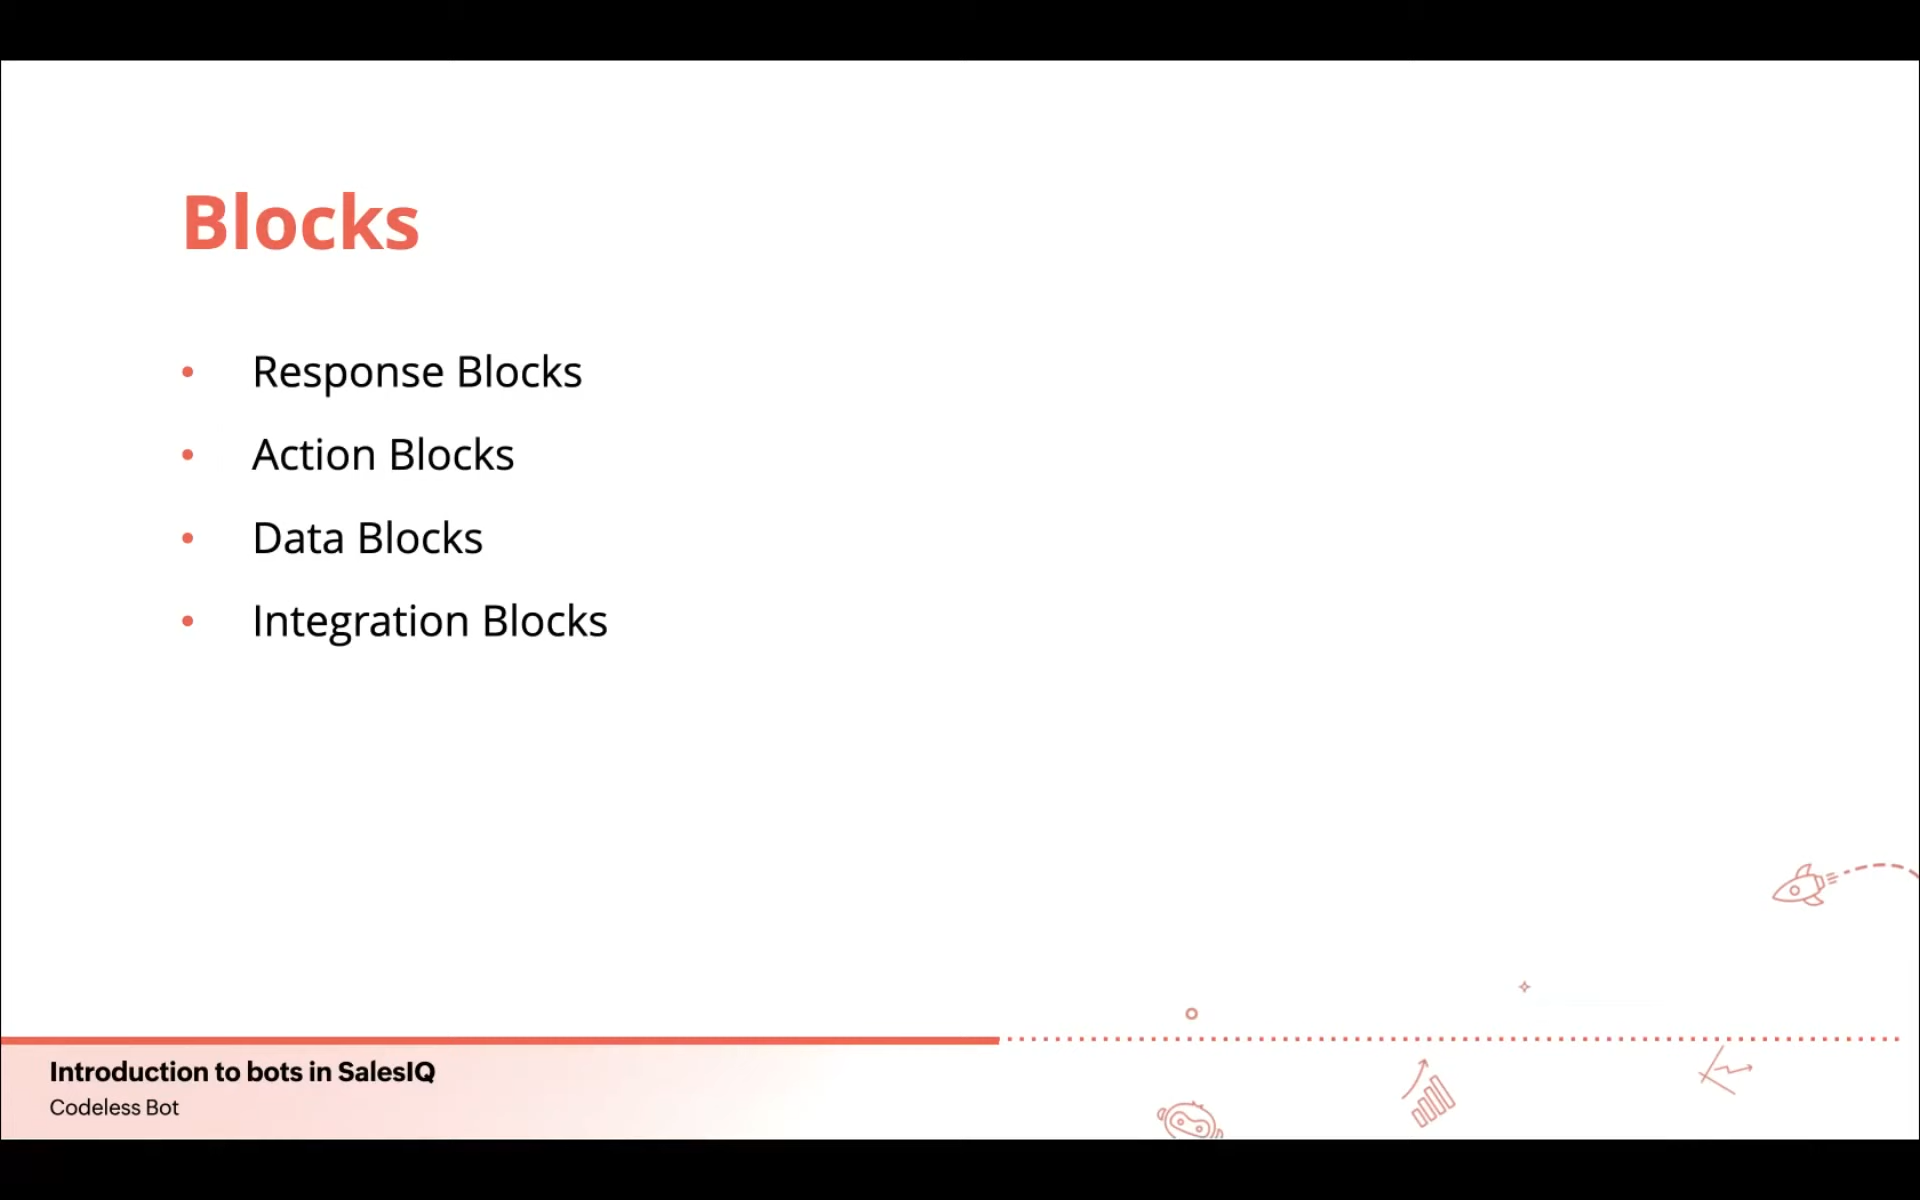 Blocks
• Response Blocks
• Action Blocks
• Data Blocks
• Integration Blocks
Introduction to bots in SalesIQ
Codeless Bot